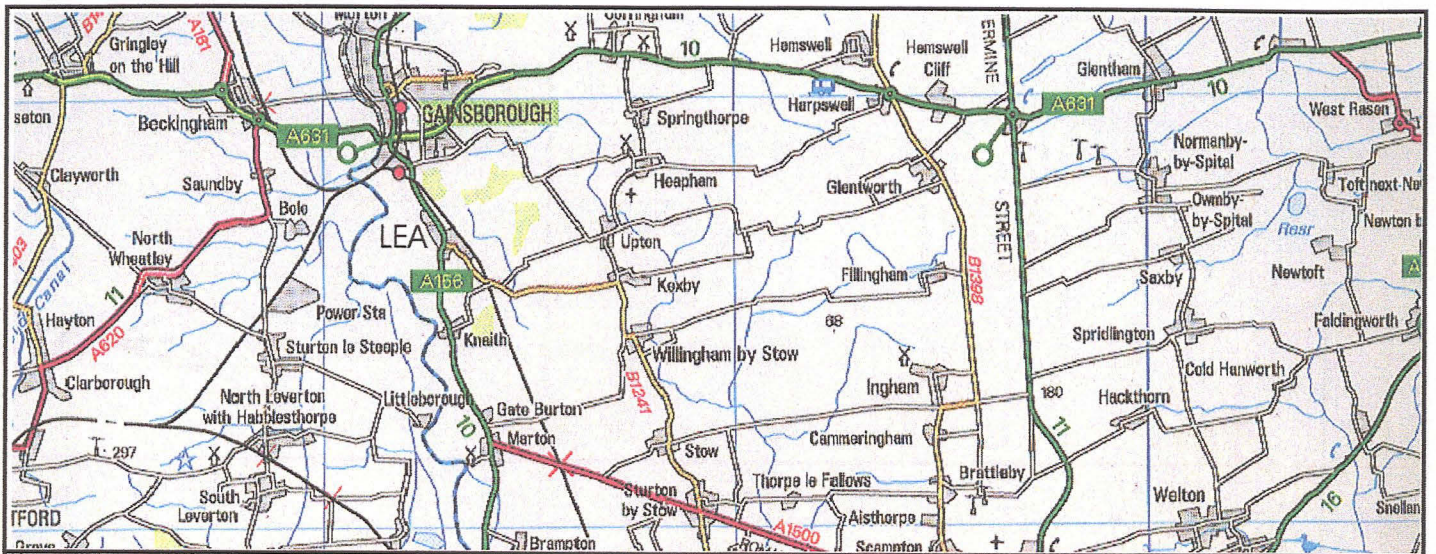 Gringley
on the Hill
A161
10
Hemswell
Hemswell
Cliff
ERMINE
Glentham
10
Beckingham
A631
GAINSBOROUGH
Springthorpe
Harpswell
A631
West Rasen
Clayworth
Saundby
Heapham
Glentworth
Normanby-
by-Spital
Owmby-
by-Spital
Bole
LEA
Upton
STREET
Resr
North
Wheatley
A156
Kexby
Fillingham
B1398
Saxby
Newtoft
Canal
11
Hayton
A620
Power Sta
Knaith
68
Spridlington
Faldingworth
Sturton le Steeple
Willingham by Stow
Clarborough
North Leverton
with Habblesthorpe
Littleborough
Gate Burton
B1241
Ingham
180
Cold Hanworth
Hackthorn
10
Marton
Cammeringham
11
297
Stow
South
Leverton
Sturton
by Stow
Thorpe le Fallows
Brattleby
Welton
16
A1500
Aisthorpe
Brampton
Scampton